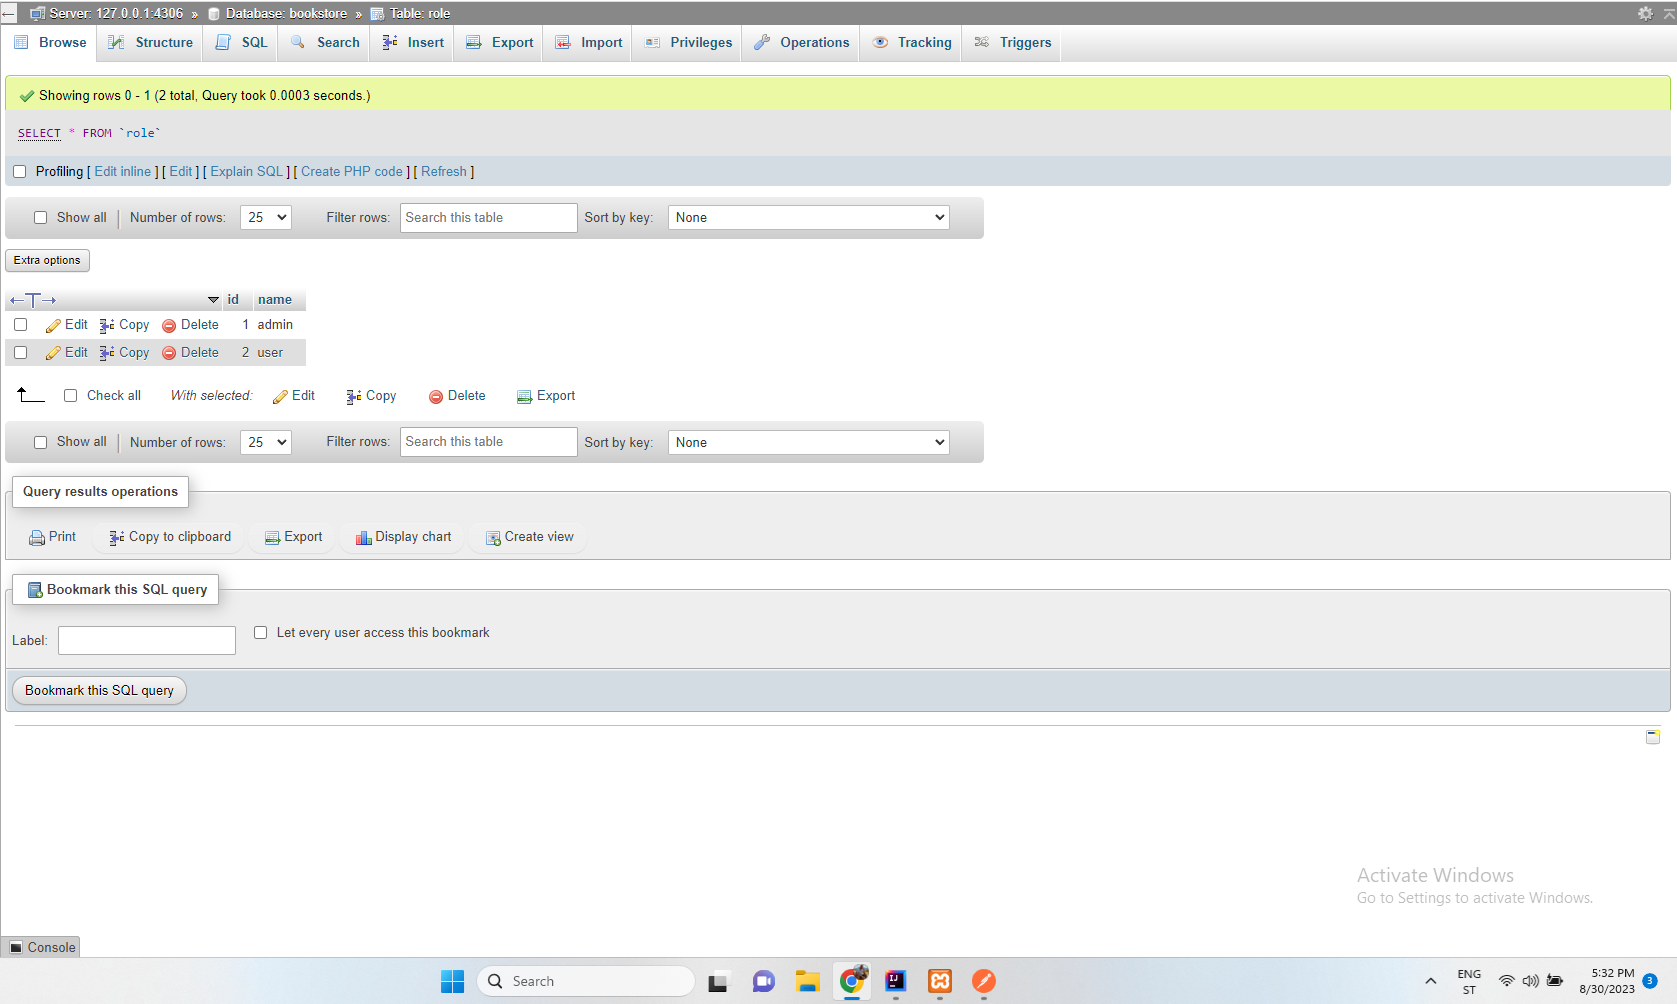 Server: 127.0.0.1:4306 » Database: bookstore » Table: role
Browse Structure SQL Search Insert Export Import Privileges Operations Tracking Triggers
Showing rows 0 - 1 (2 total, Query took 0.0003 seconds.)
SELECT * FROM `role`
Profiling [ Edit inline ] [ Edit ] [ Explain SQL ] [ Create PHP code ] [ Refresh ]
Show all Number of rows: 25 Filter rows: Search this table Sort by key: None
Extra options
←T→ id name
Edit Copy Delete 1 admin
Edit Copy Delete 2 user
Check all With selected: Edit Copy Delete Export
Show all Number of rows: 25 Filter rows: Search this table Sort by key: None
Query results operations
Print Copy to clipboard Export Display chart Create view
Bookmark this SQL query
Label: Let every user access this bookmark
Bookmark this SQL query
Activate Windows
Go to Settings to activate Windows.
Console
Search ENG 5:32 PM
ST 8/30/2023 3